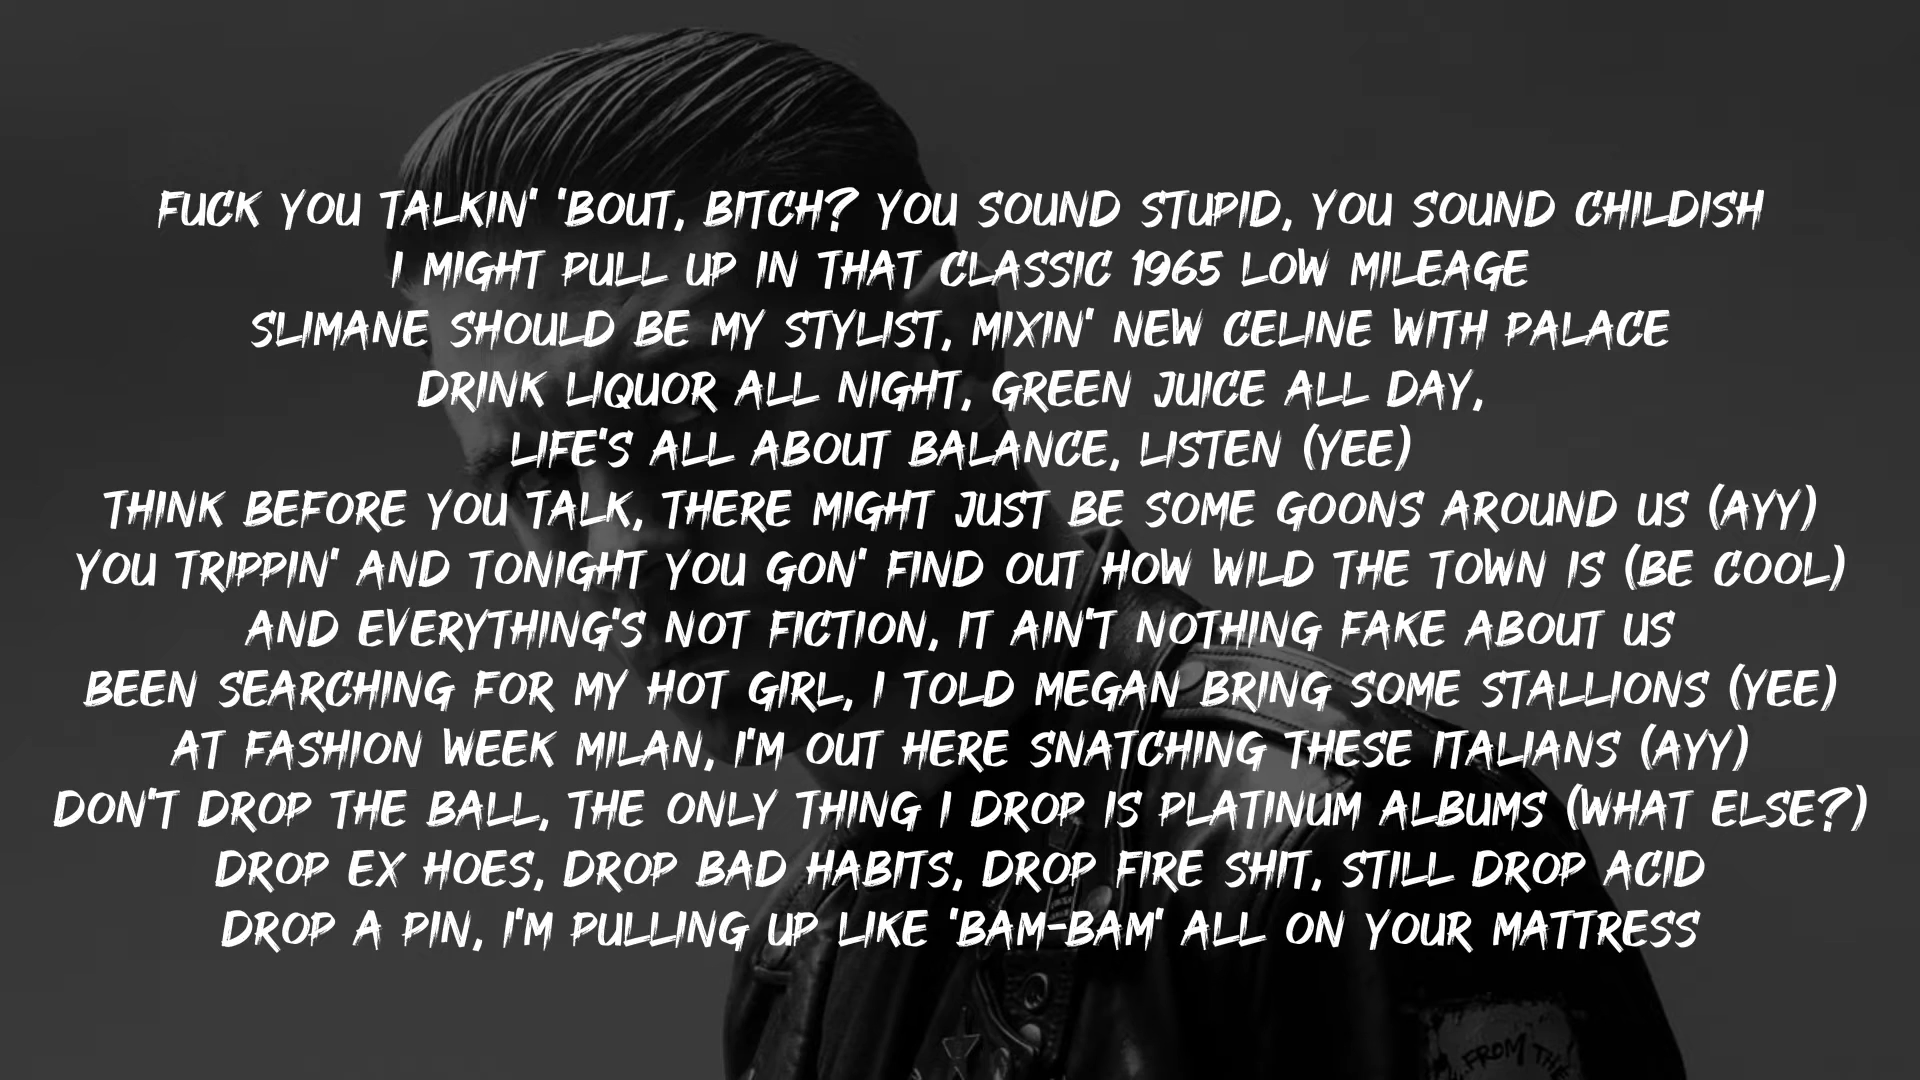 FUCK YOU TALKIN' 'BOUT, BITCH? YOU SOUND STUPID, YOU SOUND CHILDISH
I MIGHT PULL UP IN THAT CLASSIC 1965 LOW MILEAGE
SLIMANE SHOULD BE MY STYLIST, MIXIN' NEW CELINE WITH PALACE
DRINK LIQUOR ALL NIGHT, GREEN JUICE ALL DAY,
LIFE'S ALL ABOUT BALANCE, LISTEN (YEE)
THINK BEFORE YOU TALK, THERE MIGHT JUST BE SOME GOONS AROUND US (AYY)
YOU TRIPPIN' AND TONIGHT YOU GON' FIND OUT HOW WILD THE TOWN IS (BE COOL)
AND EVERYTHING'S NOT FICTION, IT AIN'T NOTHING FAKE ABOUT US
BEEN SEARCHING FOR MY HOT GIRL, I TOLD MEGAN BRING SOME STALLIONS (YEE)
AT FASHION WEEK MILAN, I'M OUT HERE SNATCHING THESE ITALIANS (AYY)
DON'T DROP THE BALL, THE ONLY THING I DROP IS PLATINUM ALBUMS (WHAT ELSE?)
DROP EX HOES, DROP BAD HABITS, DROP FIRE SHIT, STILL DROP ACID
DROP A PIN, I'M PULLING UP LIKE 'BAM-BAM' ALL ON YOUR MATTRESS
FROM THE